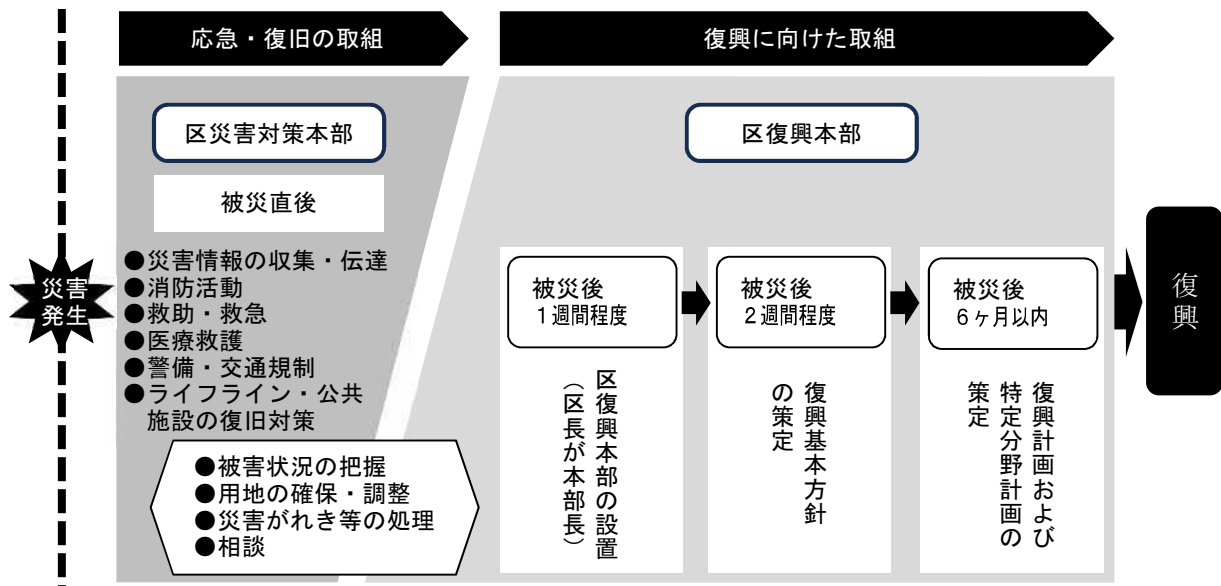 応急・復旧の取組
復興に向けた取組
災害
発生
区災害対策本部
被災直後
●災害情報の収集・伝達
●消防活動
●救助・救急
●医療救護
●警備・交通規制
●ライフライン・公共
施設の復旧対策
●被害状況の把握
●用地の確保・調整
●災害がれき等の処理
●相談
区復興本部
被災後
1週間程度
区復興本部の設置
(区長が本部長)
被災後
2週間程度
復興基本方針
の策定
被災後
6ヶ月以内
復興計画および
特定分野計画の
策定
復興